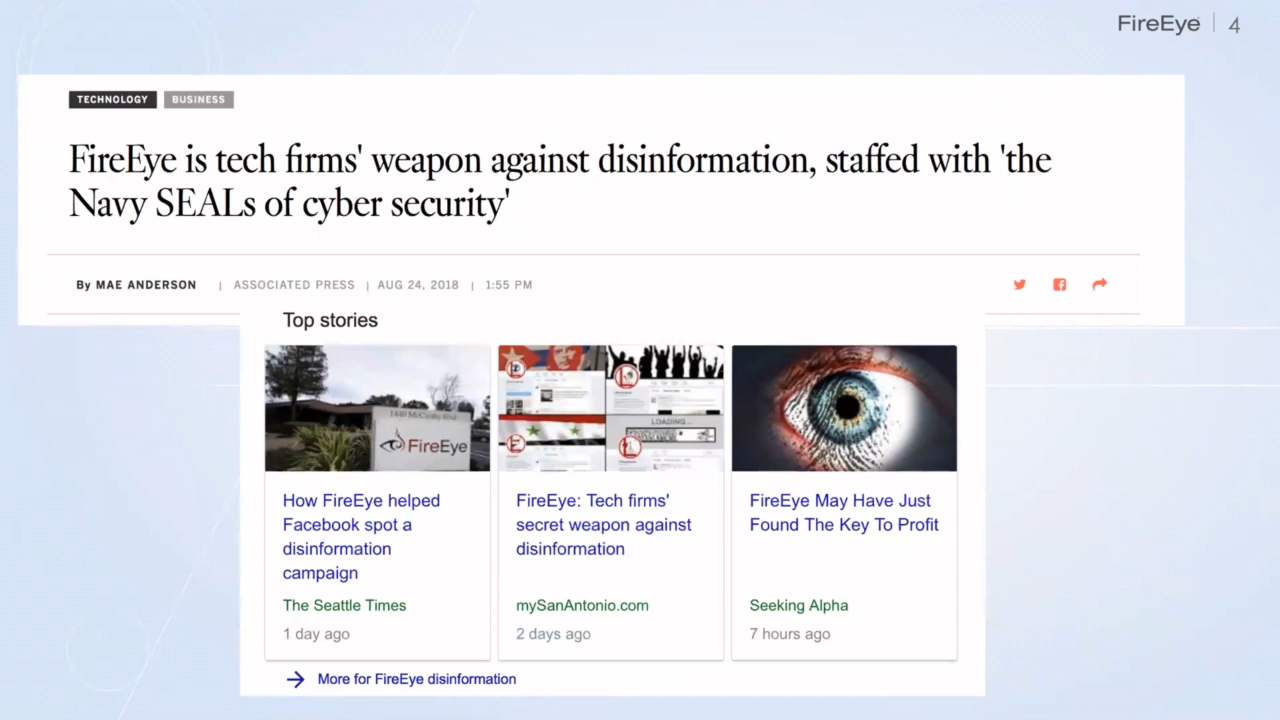 FireEye | 4
TECHNOLOGY BUSINESS
FireEye is tech firms' weapon against disinformation, staffed with 'the
Navy SEALs of cyber security'
By MAE ANDERSON | ASSOCIATED PRESS | AUG 24, 2018 | 1:55 PM
Top stories
1440 McCarthy Blvd
FireEye
LOADING...
How FireEye helped
Facebook spot a
disinformation
campaign
The Seattle Times
1 day ago
FireEye: Tech firms'
secret weapon against
disinformation
mySanAntonio.com
2 days ago
FireEye May Have Just
Found The Key To Profit
Seeking Alpha
7 hours ago
More for FireEye disinformation